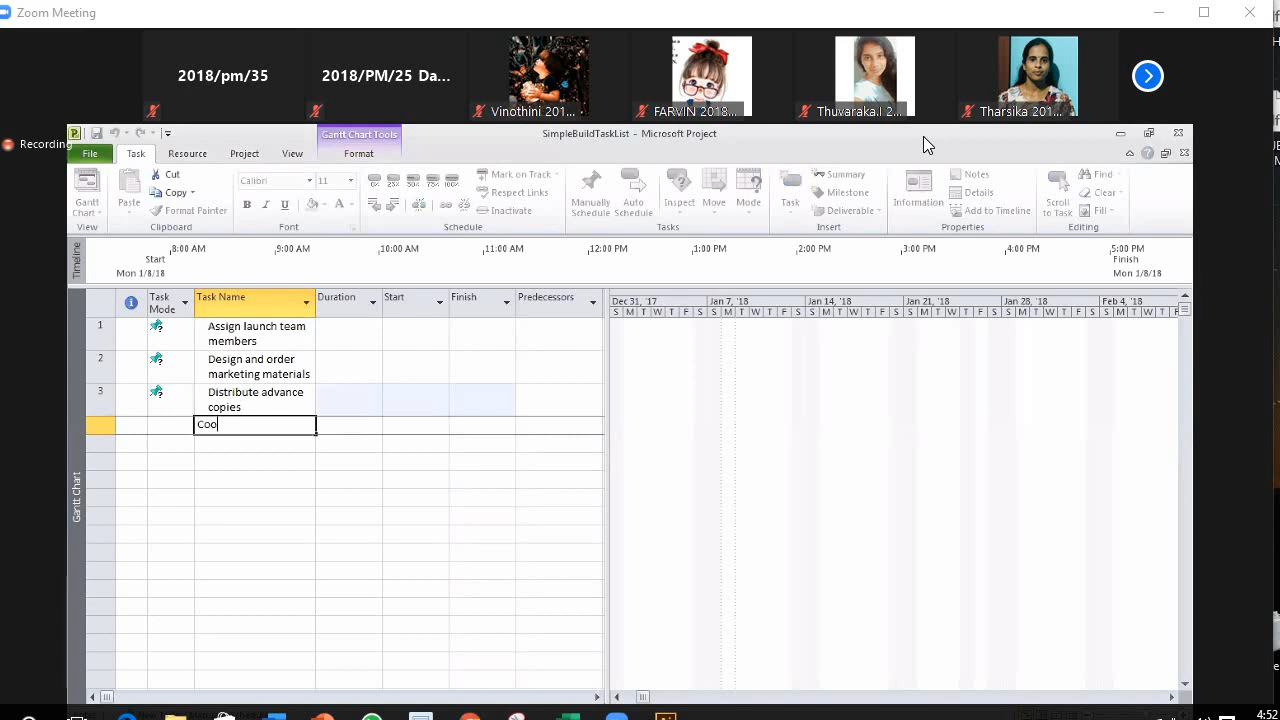 Zoom Meeting
2018/pm/35
2018/PM/25 Da...
Vinothini 201...
FARVIN 2018...
Thuvaraka.I 2...
Tharsika 201...
Recording
SimpleBuildTaskList - Microsoft Project
Gantt Chart Tools
File Task Resource Project View Format
Cut
Copy
Format Painter
Paste
Gantt Chart
Calibri 11
B I U A
Mark on Track
Respect Links
Inactivate
Manually Schedule
Auto Schedule
Inspect Move Mode
Task
Summary
Milestone
Deliverable
Information
Notes
Details
Add to Timeline
Scroll to Task
Find
Clear
Fill
View Clipboard Font Schedule Tasks Insert Properties Editing
Timeline
8:00 AM 9:00 AM 10:00 AM 11:00 AM 12:00 PM 1:00 PM 2:00 PM 3:00 PM 4:00 PM 5:00 PM
Start
Mon 1/8/18
Finish
Mon 1/8/18
Task Mode Task Name Duration Start Finish Predecessors
Dec 31, '17 Jan 7, '18 Jan 14, '18 Jan 21, '18 Jan 28, '18 Feb 4, '18
S M T W T F S S M T W T F S S M T W T F S S M T W T F S S M T W T F S S M T W T F
1 Assign launch team members
2 Design and order marketing materials
3 Distribute advance copies
Coo
Gantt Chart
4:52